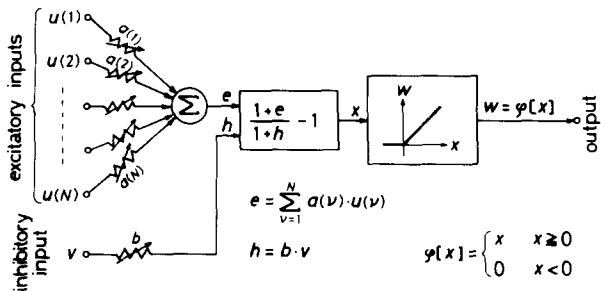 excitatory inputs
u(1)
a(1)
u(2)
a(2)
u(N)
a(N)
Σ
e
h
1+e
1+h
-1
x
W
x
W=φ[x]
output
inhibitory input
v
b
e = Σ a(ν)·u(ν)
N
ν=1
h = b·v
φ[x] = { x x≧0
0 x<0